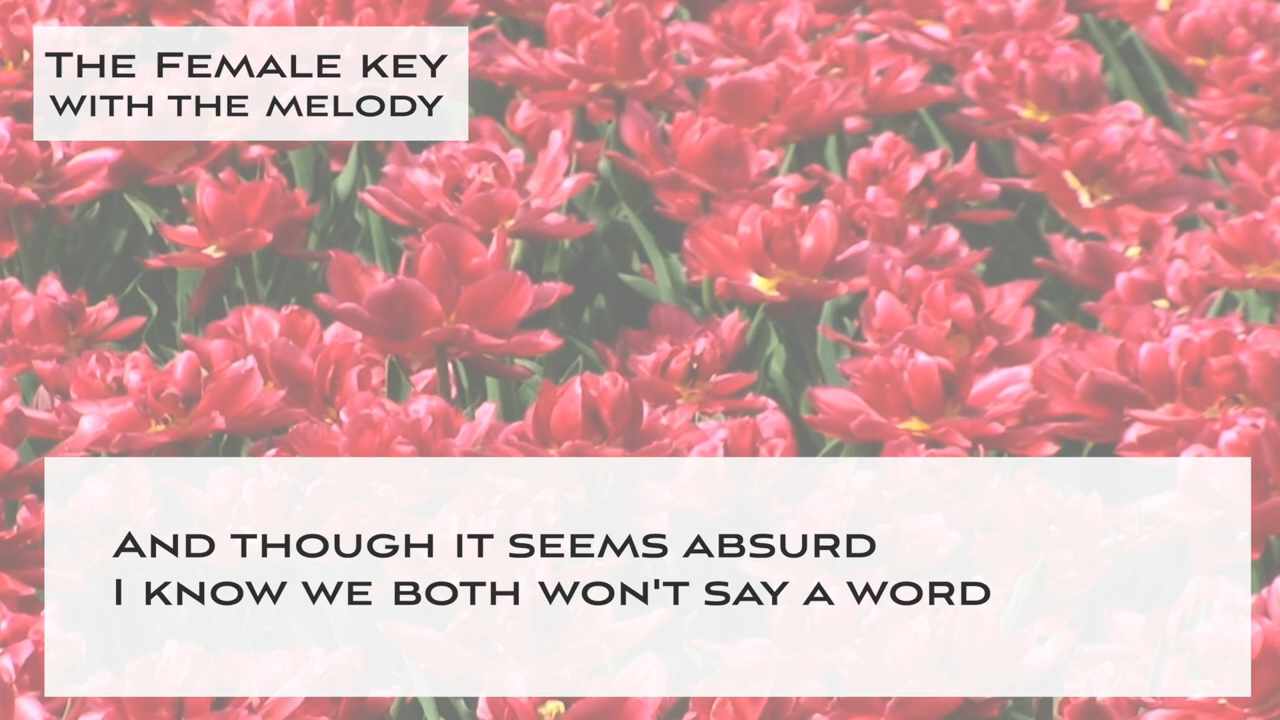 The Female key
with the melody
And though it seems absurd
I know we both won't say a word